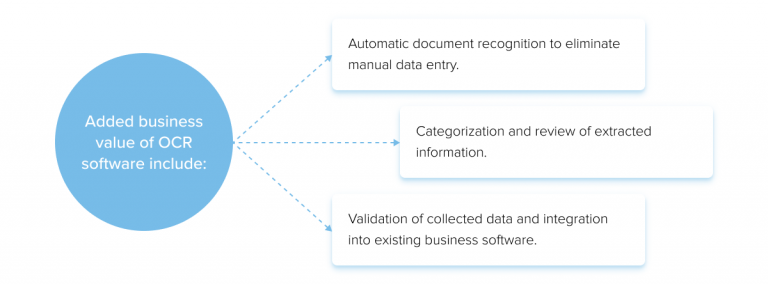 Added business
value of OCR
software include:
Automatic document recognition to eliminate
manual data entry.
Categorization and review of extracted
information.
Validation of collected data and integration
into existing business software.